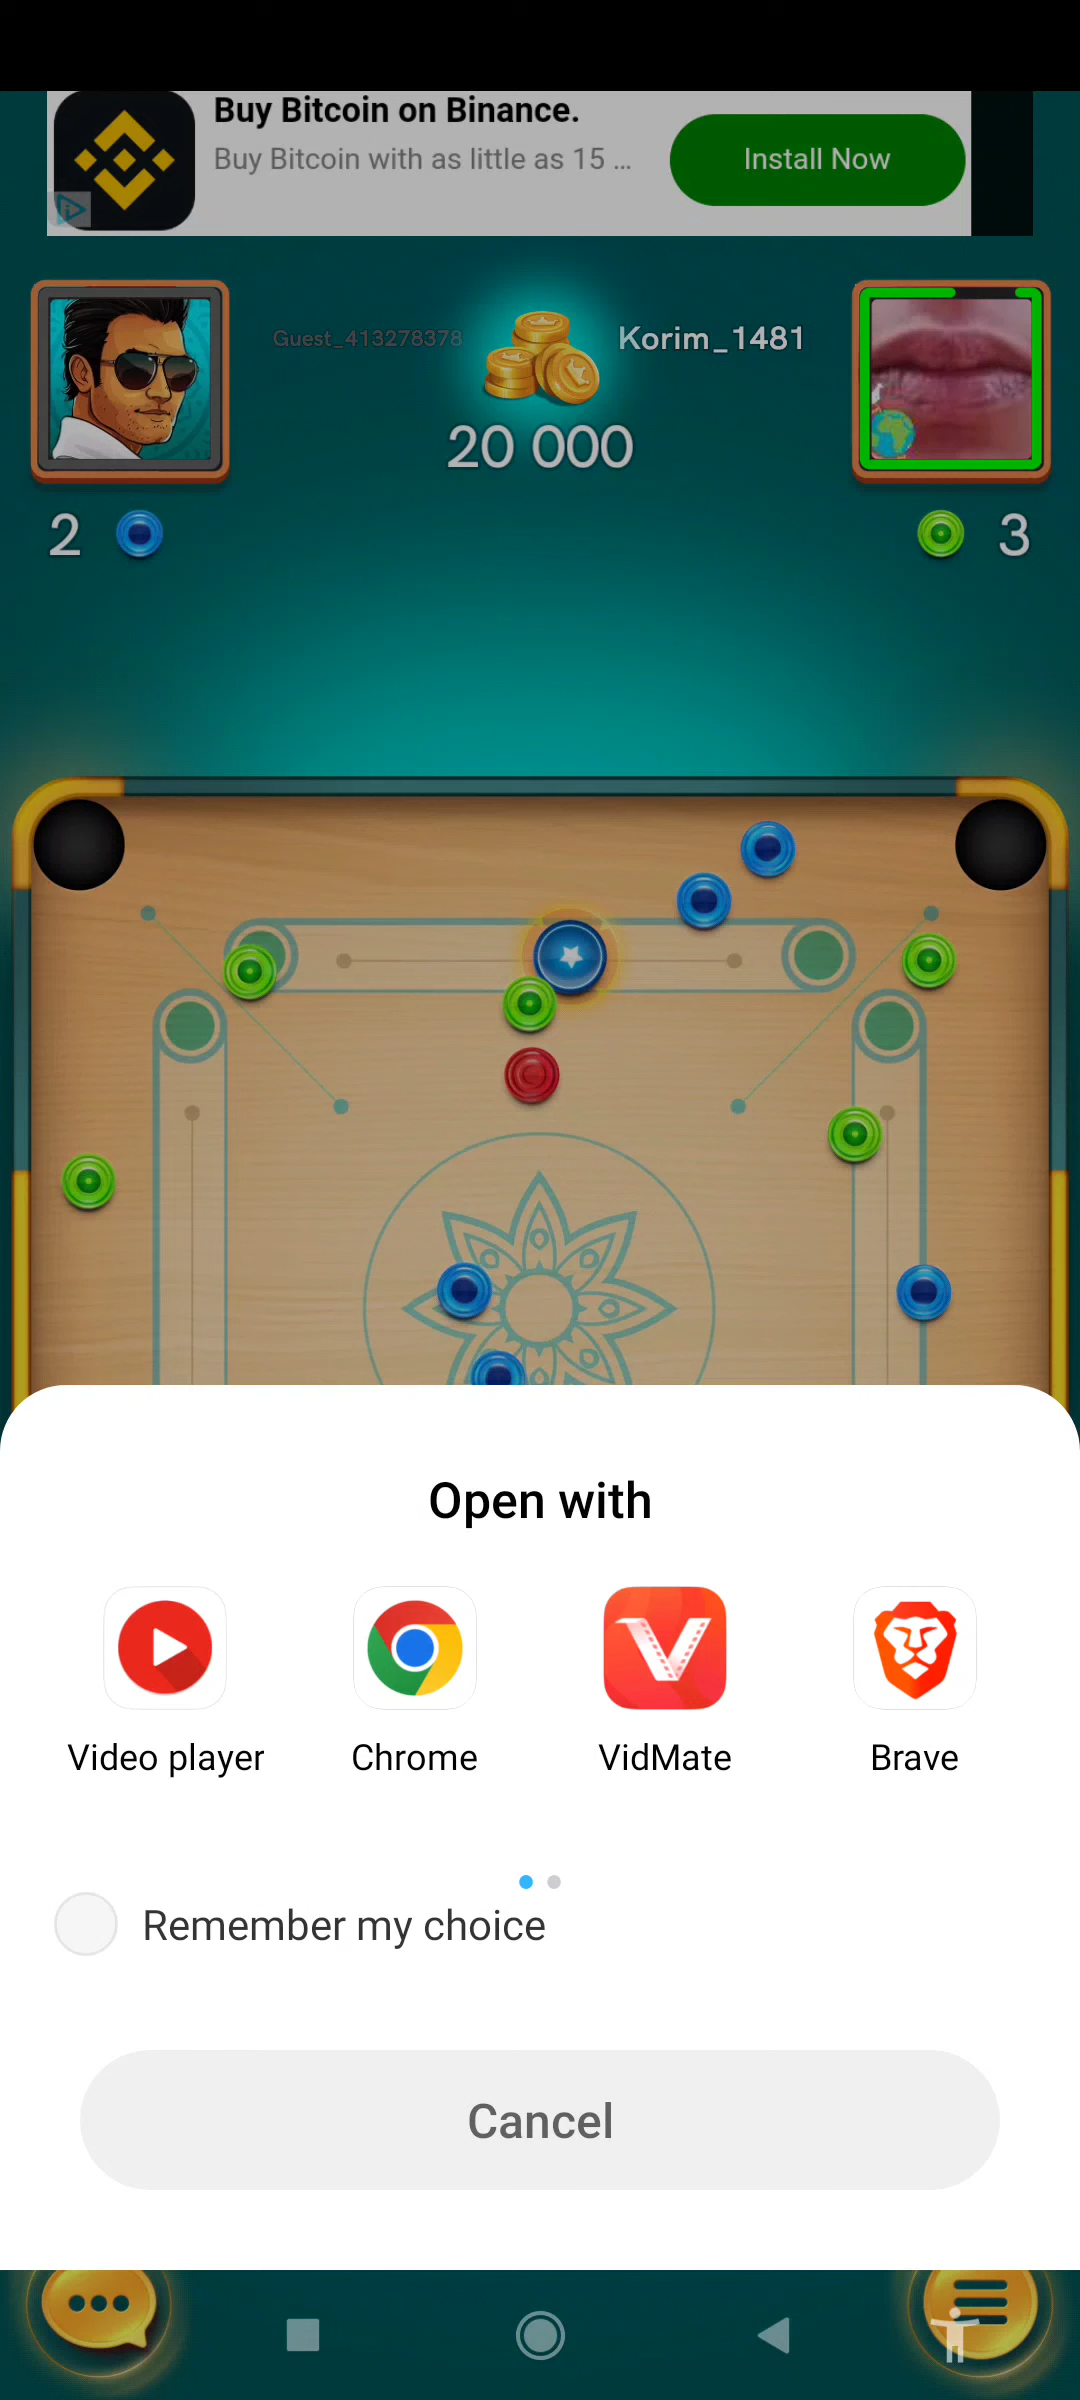 Buy Bitcoin on Binance.
Buy Bitcoin with as little as 15 ...
Install Now
Guest_413278378
Korim_1481
20 000
2
3
Open with
Video player
Chrome
VidMate
Brave
Remember my choice
Cancel